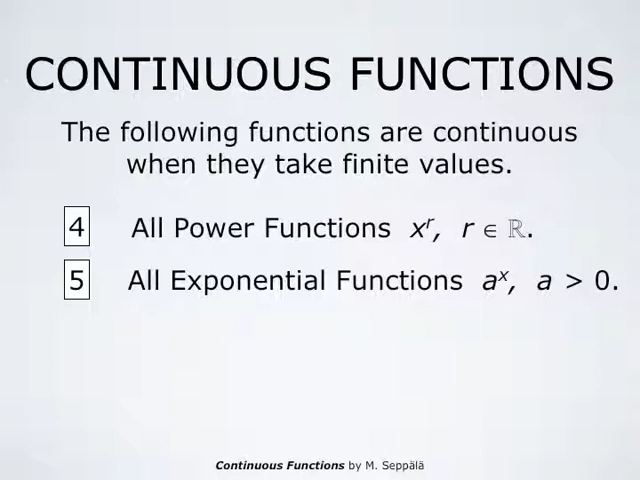 CONTINUOUS FUNCTIONS
The following functions are continuous
when they take finite values.
4 All Power Functions xʳ, r ∈ ℝ.
5 All Exponential Functions aˣ, a > 0.
Continuous Functions by M. Seppälä